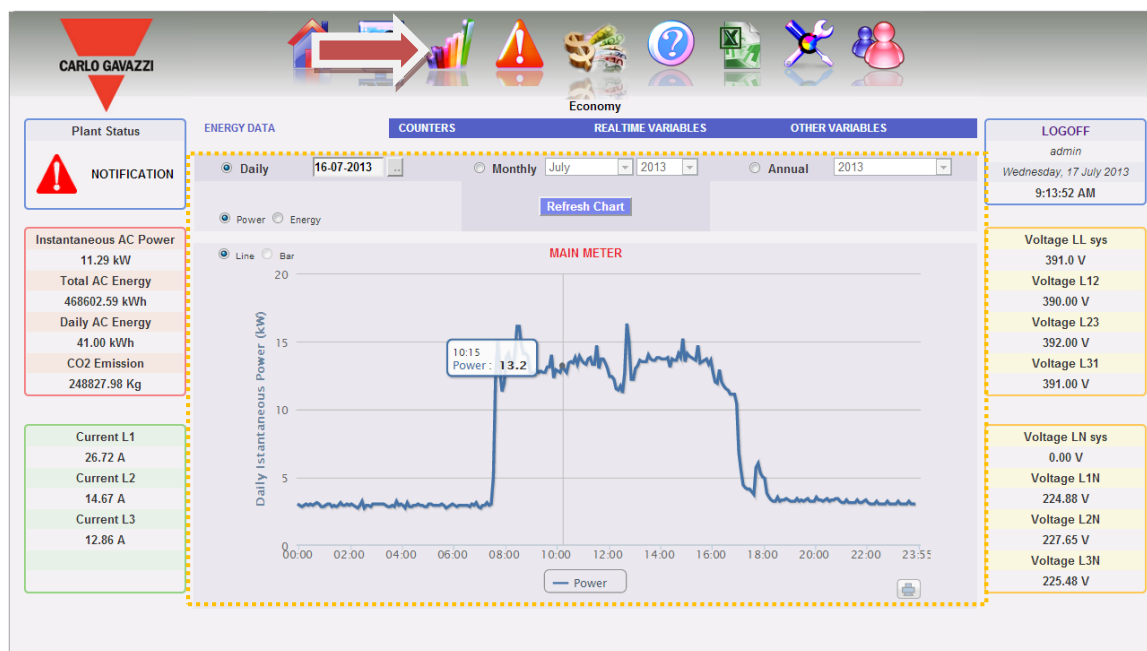 CARLO GAVAZZI
Economy
Plant Status
NOTIFICATION
Instantaneous AC Power
11.29 kW
Total AC Energy
468602.59 kWh
Daily AC Energy
41.00 kWh
CO2 Emission
248827.98 Kg
Current L1
26.72 A
Current L2
14.67 A
Current L3
12.86 A
ENERGY DATA COUNTERS REALTIME VARIABLES OTHER VARIABLES
Daily 16-07-2013 .. Monthly July 2013 Annual 2013
Refresh Chart
Power Energy
Line Bar
MAIN METER
Daily Istantaneous Power (kW)
20
15
10
5
0
10:15
Power : 13.2
00:00 02:00 04:00 06:00 08:00 10:00 12:00 14:00 16:00 18:00 20:00 22:00 23:55
Power
LOGOFF
admin
Wednesday, 17 July 2013
9:13:52 AM
Voltage LL sys
391.0 V
Voltage L12
390.00 V
Voltage L23
392.00 V
Voltage L31
391.00 V
Voltage LN sys
0.00 V
Voltage L1N
224.88 V
Voltage L2N
227.65 V
Voltage L3N
225.48 V